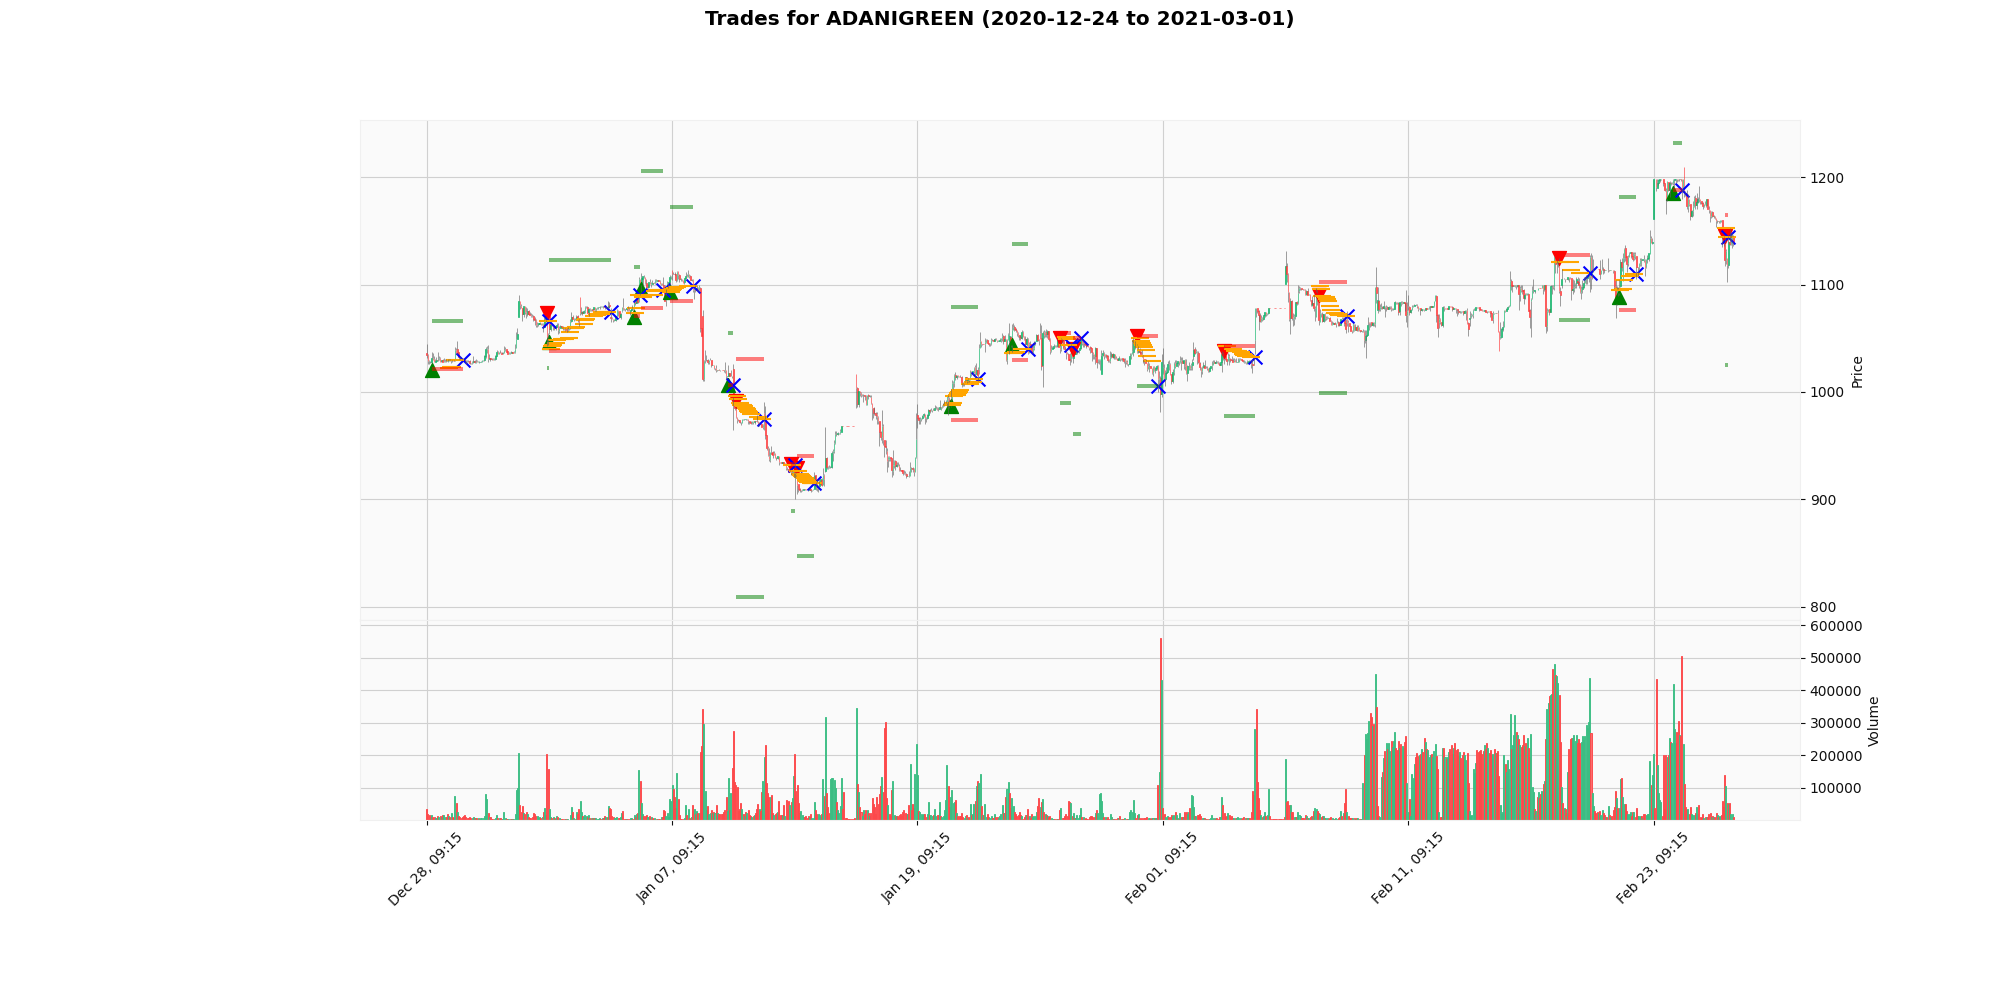 Trades for ADANIGREEN (2020-12-24 to 2021-03-01)
1200
1100
1000
900
800
Price
600000
500000
400000
300000
200000
100000
Volume
Dec 28, 09:15
Jan 07, 09:15
Jan 19, 09:15
Feb 01, 09:15
Feb 11, 09:15
Feb 23, 09:15